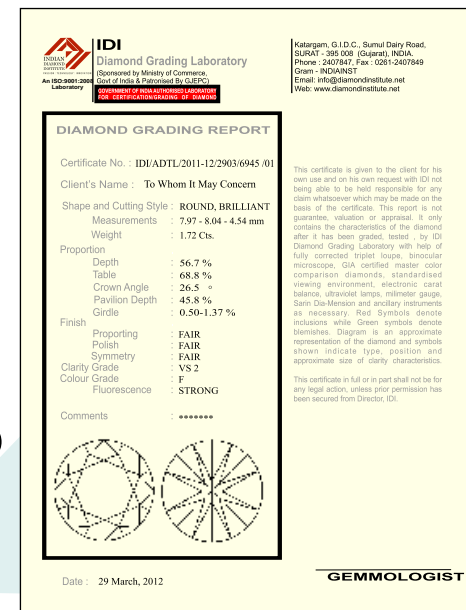 INDIAN
DIAMOND
INSTITUTE
An ISO:9001:2008
Laboratory
IDI
Diamond Grading Laboratory
(Sponsored by Ministry of Commerce,
Govt of India & Patronised By GJEPC)
GOVERNMENT OF INDIA AUTHORISED LABORATORY
FOR CERTIFICATION/GRADING OF DIAMOND
Katargam, G.I.D.C., Sumul Dairy Road,
SURAT - 395 008 (Gujarat), INDIA.
Phone : 2407847, Fax : 0261-2407849
Gram - INDIAINST
Email: info@diamondinstitute.net
Web: www.diamondinstitute.net
DIAMOND GRADING REPORT
Certificate No. : IDI/ADTL/2011-12/2903/6945 /01
Client's Name : To Whom It May Concern
Shape and Cutting Style : ROUND, BRILLIANT
Measurements : 7.97 - 8.04 - 4.54 mm
Weight : 1.72 Cts.
Proportion
Depth : 56.7 %
Table : 68.8 %
Crown Angle : 26.5 °
Pavilion Depth : 45.8 %
Girdle : 0.50-1.37 %
Finish
Proporting : FAIR
Polish : FAIR
Symmetry : FAIR
Clarity Grade : VS 2
Colour Grade : F
Fluorescence : STRONG
Comments : *******
This certificate is given to the client for his
own use and on his own request with IDI not
being able to be held responsible for any
claim whatsoever which may be made on the
basis of the certificate. This report is not
guarantee, valuation or appraisal. It only
contains the characteristics of the diamond
after it has been graded, tested , by IDI
Diamond Grading Laboratory with help of
fully corrected triplet loupe, binocular
microscope, GIA certified master color
comparison diamonds, standardised
viewing environment, electronic carat
balance, ultraviolet lamps, milimeter gauge,
Sarin Dia-Mension and ancillary instruments
as necessary. Red Symbols denote
inclusions while Green symbols denote
blemishes. Diagram is an approximate
representation of the diamond and symbols
shown indicate type, position and
approximate size of clarity characteristics.
This certificate in full or in part shall not be for
any legal action, unless prior permission has
been secured from Director, IDI.
Date : 29 March, 2012
GEMMOLOGIST